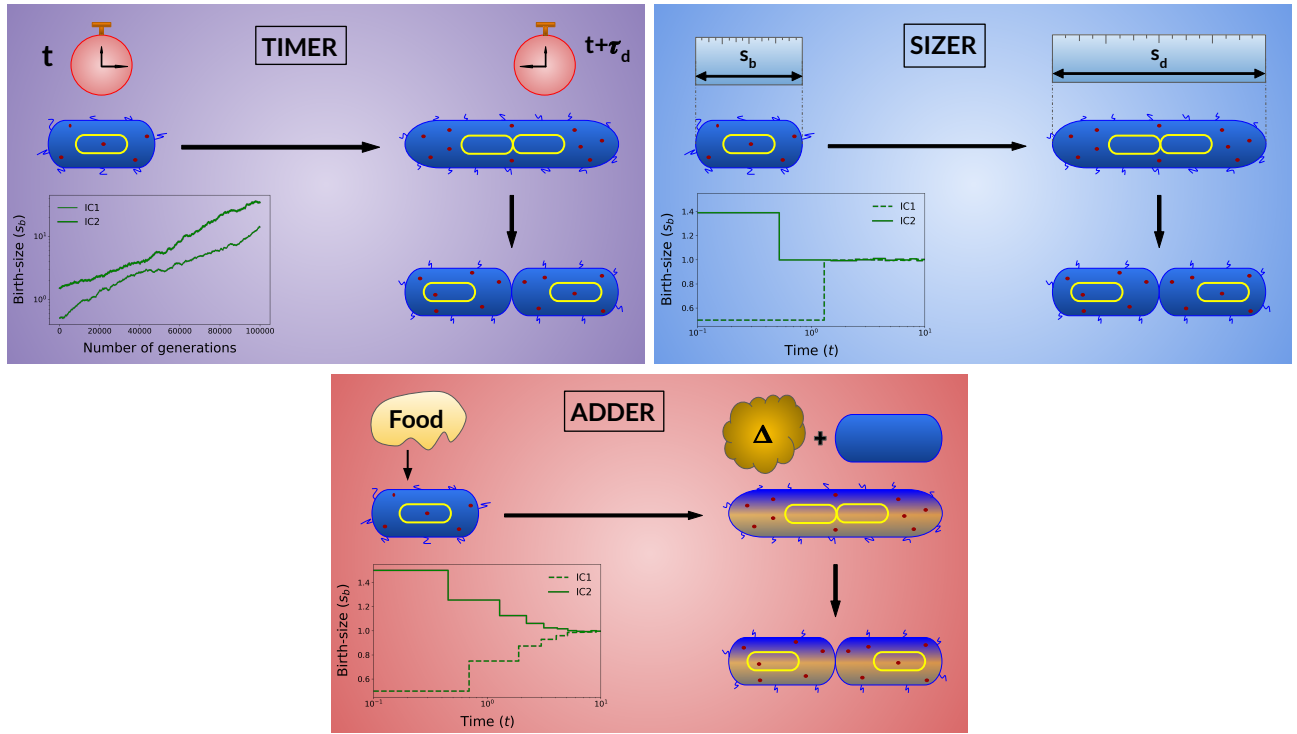 TIMER
t
t+τd
IC1
IC2
Birth-size (sb)
10¹
10⁰
0 20000 40000 60000 80000 100000
Number of generations
SIZER
sb
sd
IC1
IC2
Birth-size (sb)
1.4
1.2
1.0
0.8
0.6
10⁻¹ 10⁰ 10¹
Time (t)
ADDER
Food
Δ + 
IC1
IC2
Birth-size (sb)
1.4
1.2
1.0
0.8
0.6
10⁻¹ 10⁰ 10¹
Time (t)